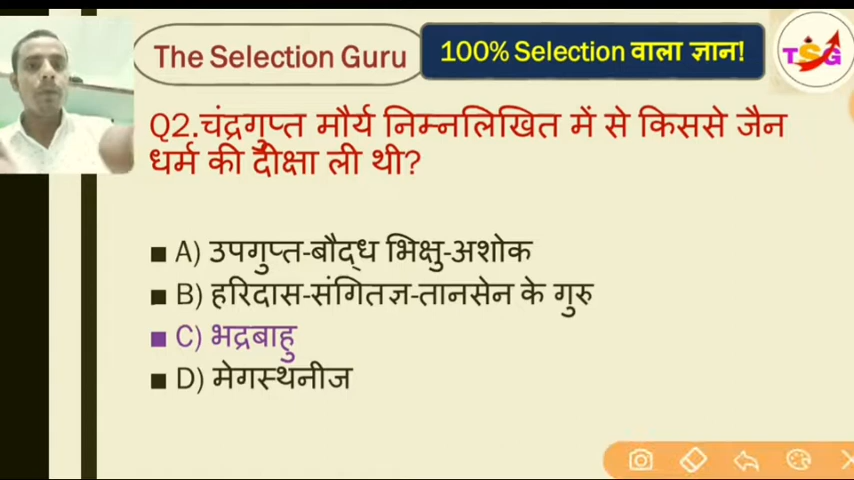 The Selection Guru
100% Selection वाला ज्ञान!
TSG
Q2.चंद्रगुप्त मौर्य निम्नलिखित में से किससे जैन
धर्म की दीक्षा ली थी?
A) उपगुप्त-बौद्ध भिक्षु-अशोक
B) हरिदास-संगितज्ञ-तानसेन के गुरु
C) भद्रबाहु
D) मेगस्थनीज